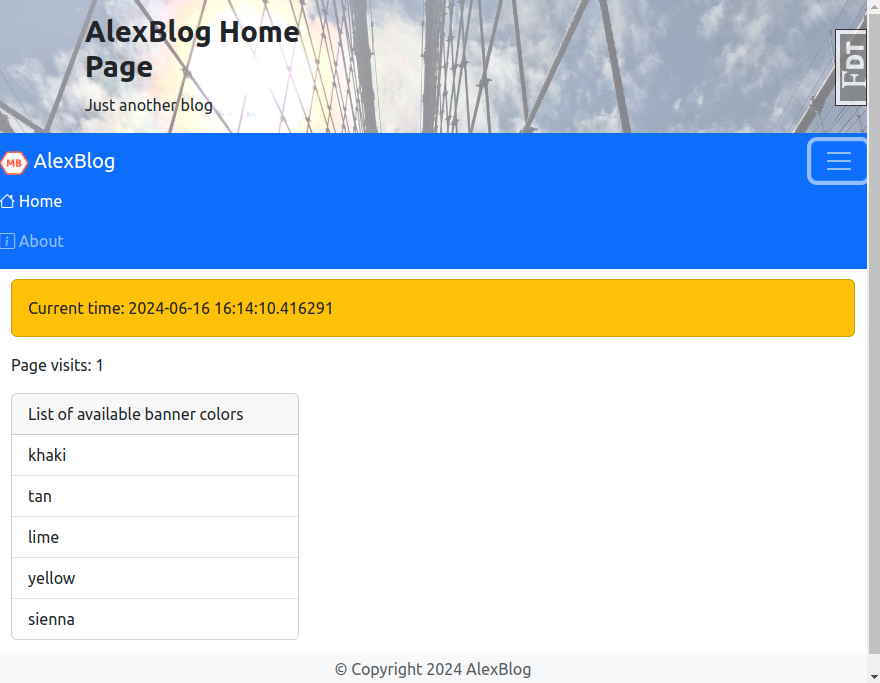 AlexBlog Home
Page
Just another blog
FDT
MB AlexBlog
Home
About
Current time: 2024-06-16 16:14:10.416291
Page visits: 1
List of available banner colors
khaki
tan
lime
yellow
sienna
© Copyright 2024 AlexBlog